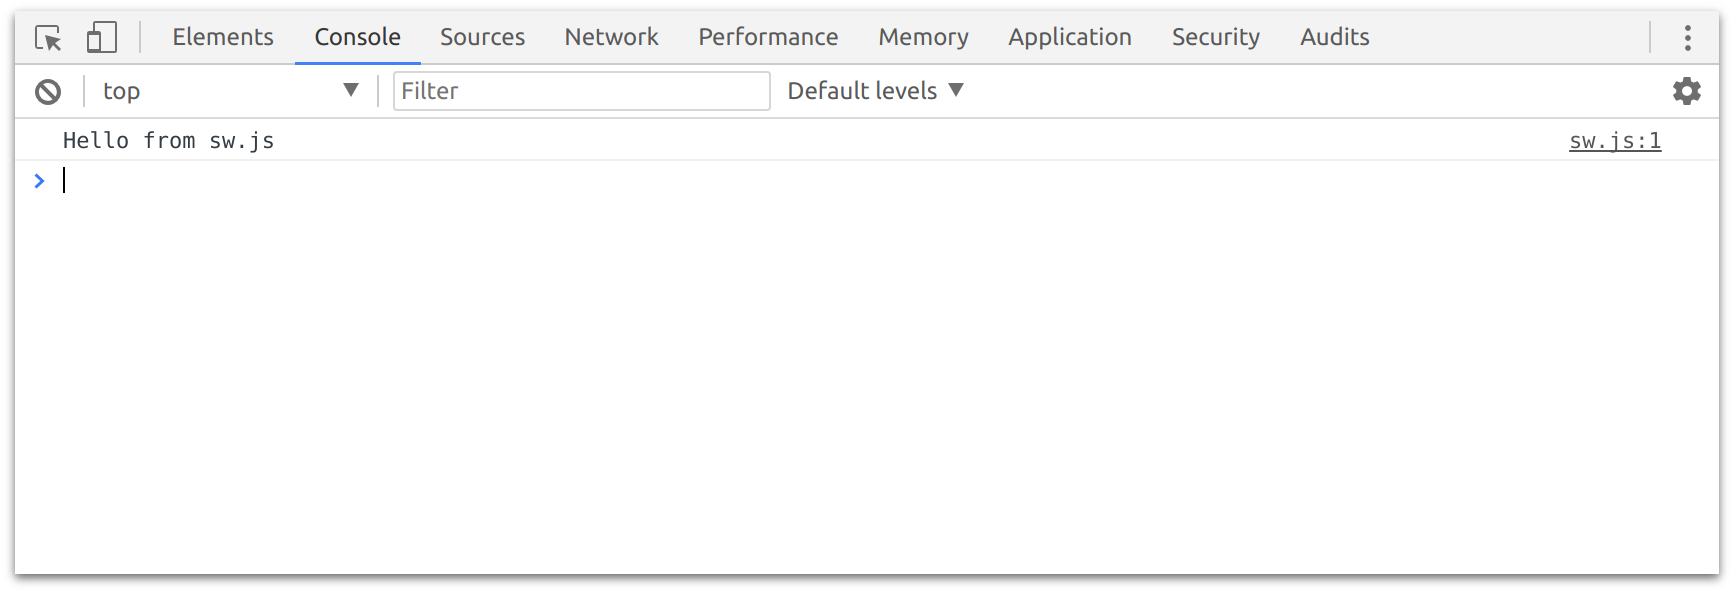 Elements Console Sources Network Performance Memory Application Security Audits
top Filter Default levels
Hello from sw.js sw.js:1